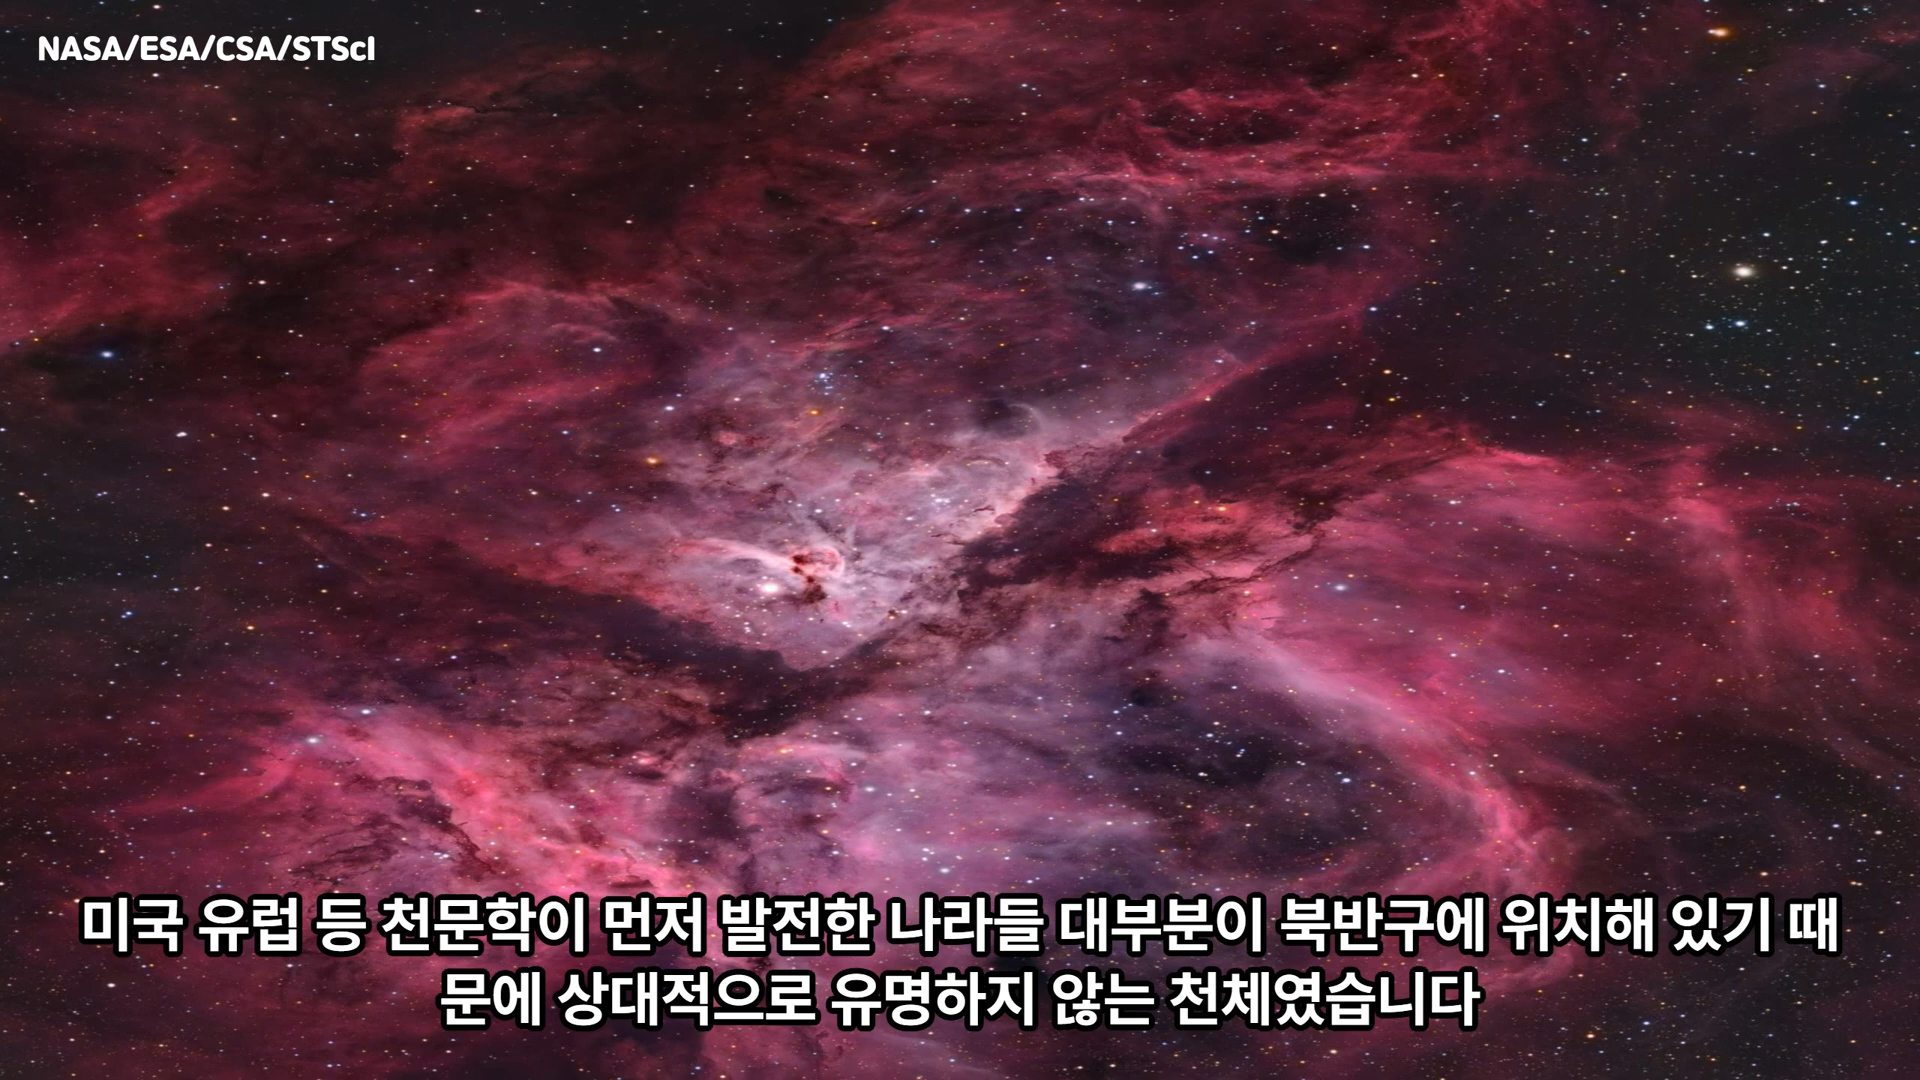 NASA/ESA/CSA/STScI
미국 유럽 등 천문학이 먼저 발전한 나라들 대부분이 북반구에 위치해 있기 때
문에 상대적으로 유명하지 않는 천체였습니다